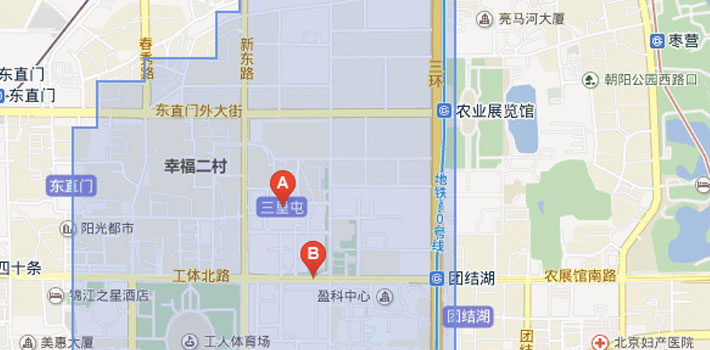 亮马河大厦
枣营
春秀路
新东路
三环
东直门
东直门
朝阳公园西路口
东直门外大街
农业展览馆
幸福二村
A
东直门
三里屯
地铁10号线
阳光都市
B
四十条
工体北路
团结湖
农展馆南路
锦江之星酒店
盈科中心
团结湖
团结
美惠大厦
工人体育场
北京妇产医院